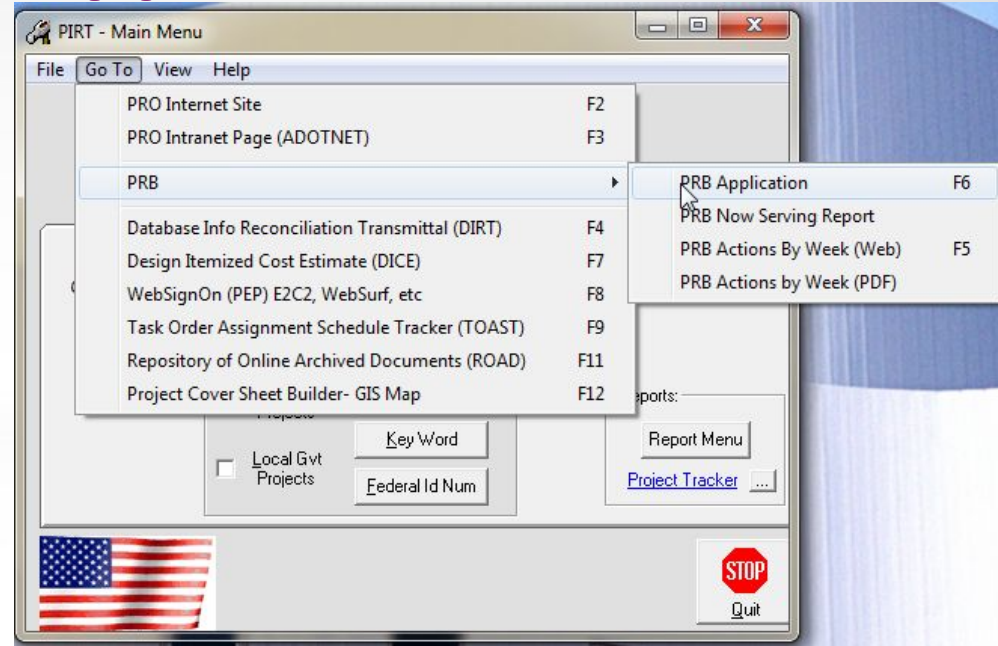 PIRT - Main Menu
File Go To View Help
PRO Internet Site F2
PRO Intranet Page (ADOTNET) F3
PRB
PRB Application F6
PRB Now Serving Report
PRB Actions By Week (Web) F5
PRB Actions by Week (PDF)
Database Info Reconciliation Transmittal (DIRT) F4
Design Itemized Cost Estimate (DICE) F7
WebSignOn (PEP) E2C2, WebSurf, etc F8
Task Order Assignment Schedule Tracker (TOAST) F9
Repository of Online Archived Documents (ROAD) F11
Project Cover Sheet Builder- GIS Map F12
Key Word
Local Gvt
Projects
Federal Id Num
Report Menu
Project Tracker ...
STOP
Quit